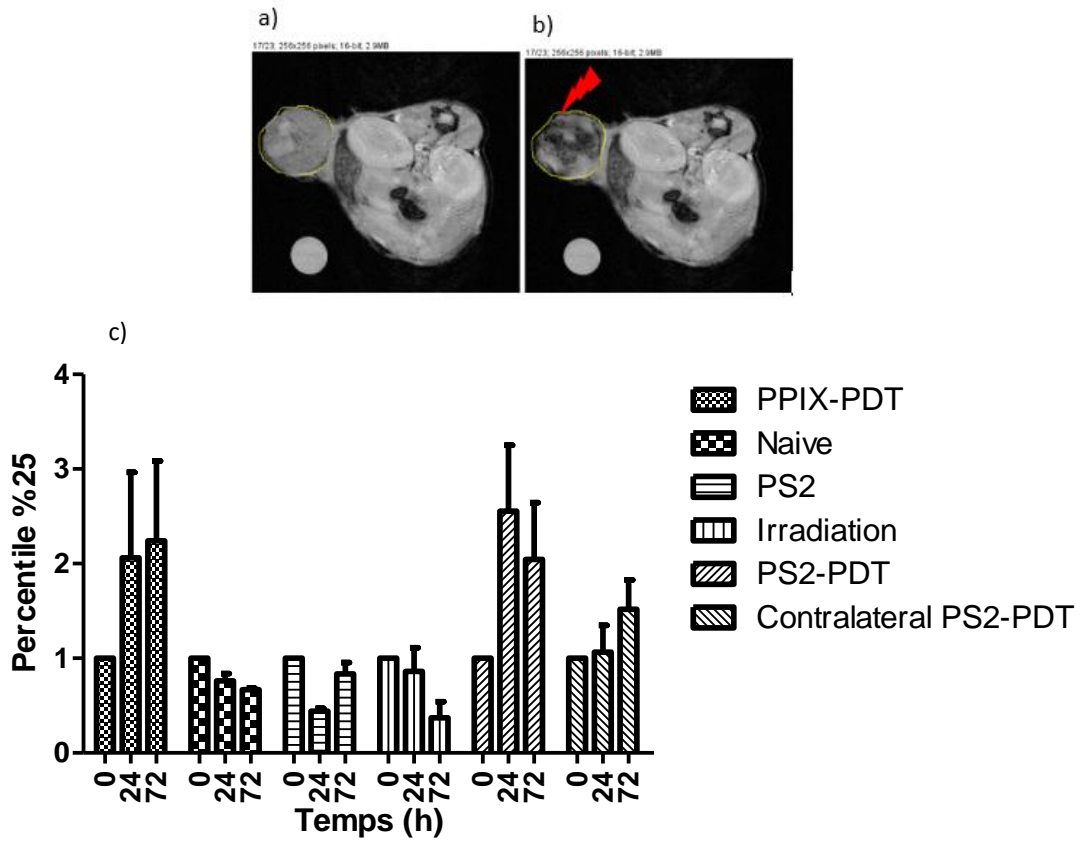 a)
b)
17/23; 256x256 pixels; 16-bit; 2.9MB
17/23; 256x256 pixels; 16-bit; 2.9MB
c)
Percentile %25
4
3
2
1
0
0 24 72 0 24 72 0 24 72 0 24 72 0 24 72 0 24 72
Temps (h)
PPIX-PDT
Naive
PS2
Irradiation
PS2-PDT
Contralateral PS2-PDT